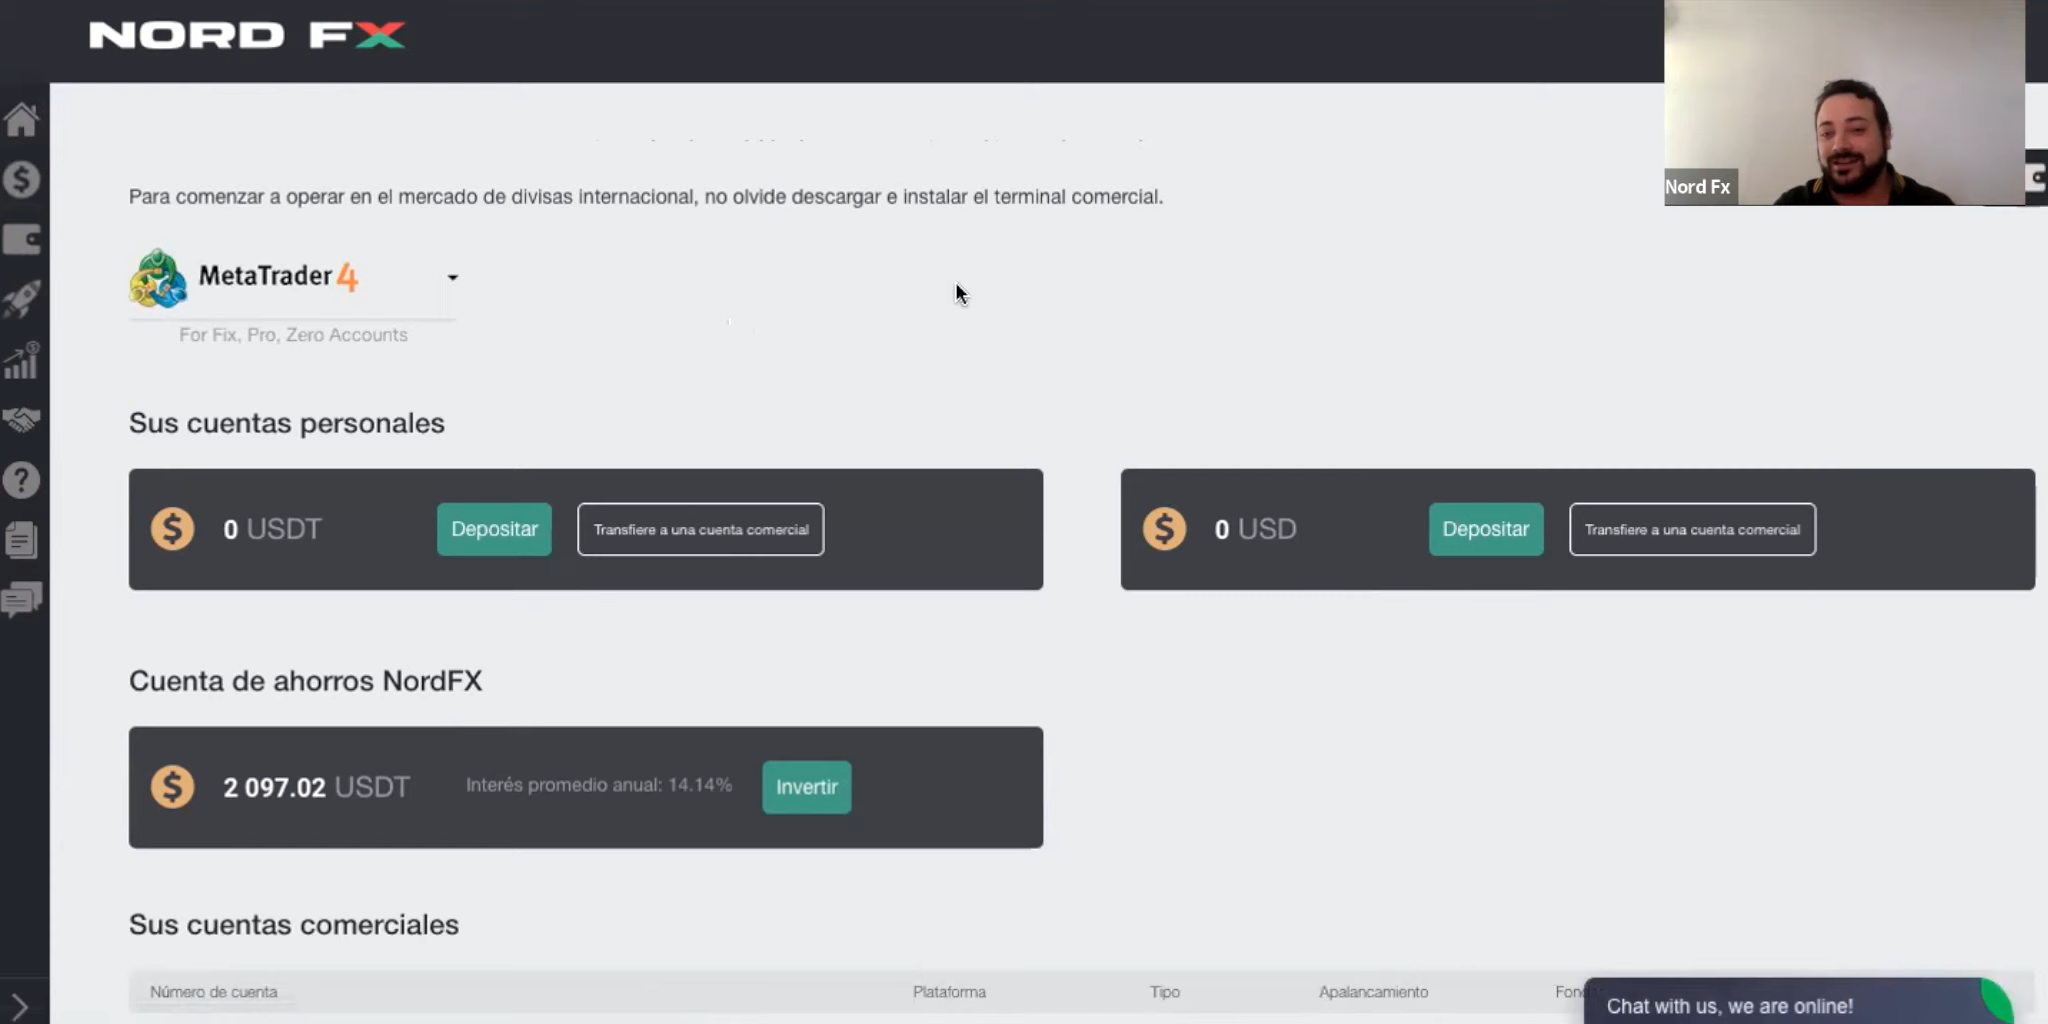 NORD FX
Nord Fx
Para comenzar a operar en el mercado de divisas internacional, no olvide descargar e instalar el terminal comercial.
MetaTrader 4
For Fix, Pro, Zero Accounts
Sus cuentas personales
0 USDT
Depositar
Transfiere a una cuenta comercial
0 USD
Depositar
Transfiere a una cuenta comercial
Cuenta de ahorros NordFX
2 097.02 USDT
Interés promedio anual: 14.14%
Invertir
Sus cuentas comerciales
Número de cuenta
Plataforma
Tipo
Apalancamiento
Chat with us, we are online!